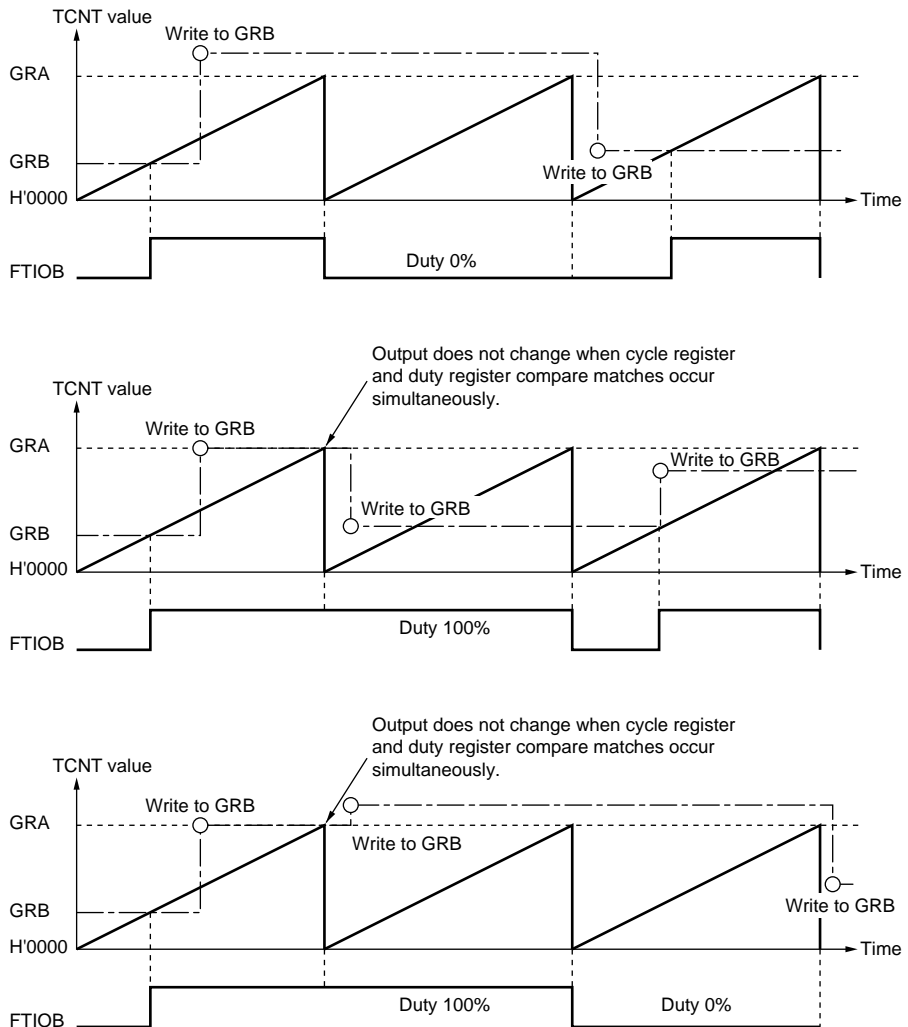 TCNT value
Write to GRB
GRA
GRB
Write to GRB
H'0000
Time
Duty 0%
FTIOB
Output does not change when cycle register
and duty register compare matches occur
simultaneously.
TCNT value
Write to GRB
GRA
Write to GRB
Write to GRB
GRB
H'0000
Time
Duty 100%
FTIOB
Output does not change when cycle register
and duty register compare matches occur
simultaneously.
TCNT value
Write to GRB
GRA
Write to GRB
GRB
Write to GRB
H'0000
Time
Duty 100%
Duty 0%
FTIOB